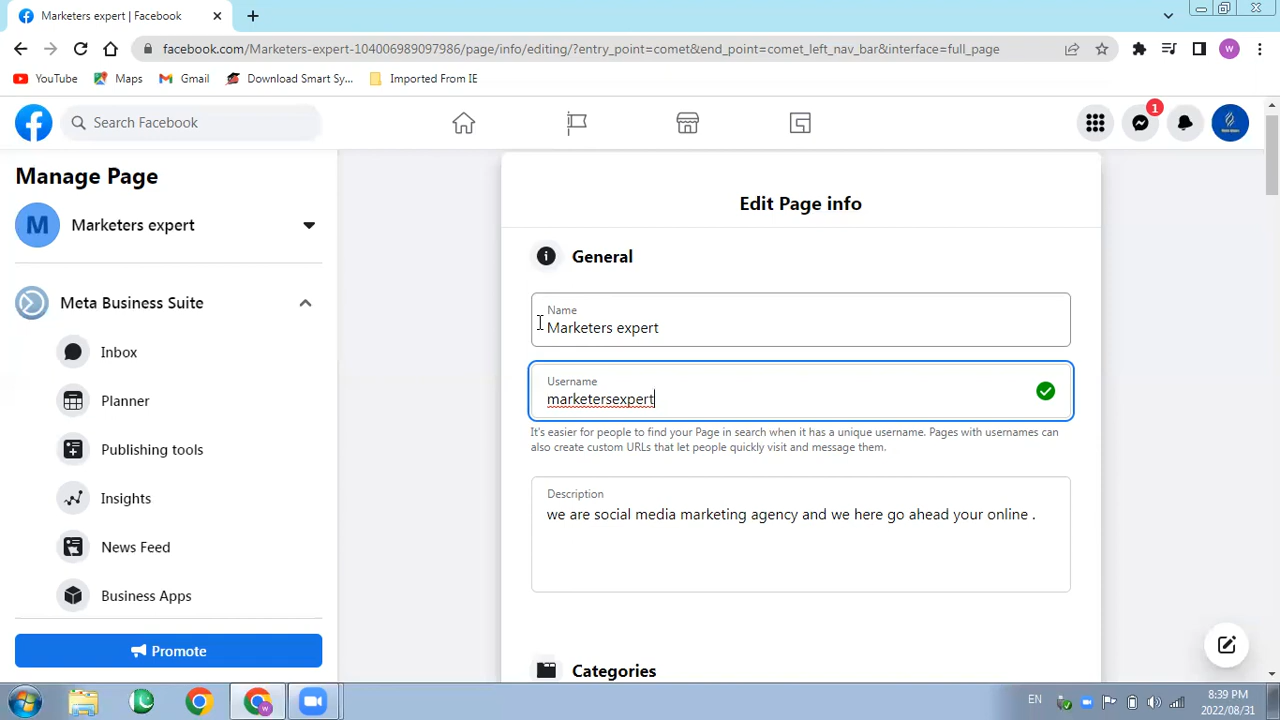 Marketers expert | Facebook
facebook.com/Marketers-expert-104006989097986/page/info/editing/?entry_point=comet&end_point=comet_left_nav_bar&interface=full_page
W
YouTube
Maps
Gmail
Download Smart Sy...
Imported From IE
Search Facebook
1
Manage Page
M
Marketers expert
Meta Business Suite
Inbox
Planner
Publishing tools
Insights
News Feed
Business Apps
Promote
Edit Page info
General
Name
Marketers expert
Username
marketersexpert
It's easier for people to find your Page in search when it has a unique username. Pages with usernames can
also create custom URLs that let people quickly visit and message them.
Description
we are social media marketing agency and we here go ahead your online .
Categories
EN
8:39 PM
2022/08/31